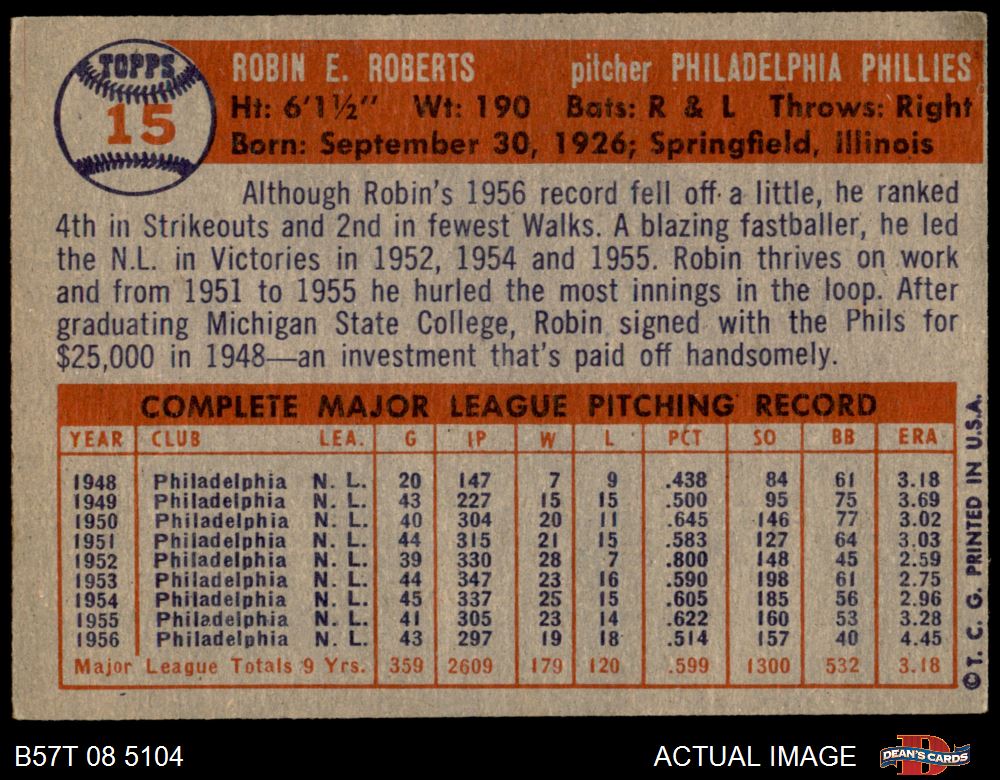 TOPPS
15
ROBIN E. ROBERTS pitcher PHILADELPHIA PHILLIES
Ht: 6'1½" Wt: 190 Bats: R & L Throws: Right
Born: September 30, 1926; Springfield, Illinois
Although Robin's 1956 record fell off a little, he ranked
4th in Strikeouts and 2nd in fewest Walks. A blazing fastballer, he led
the N.L. in Victories in 1952, 1954 and 1955. Robin thrives on work
and from 1951 to 1955 he hurled the most innings in the loop. After
graduating Michigan State College, Robin signed with the Phils for
$25,000 in 1948—an investment that's paid off handsomely.
COMPLETE MAJOR LEAGUE PITCHING RECORD
YEAR CLUB LEA. G IP W L PCT SO BB ERA
1948 Philadelphia N. L. 20 147 7 9 .438 84 61 3.18
1949 Philadelphia N. L. 43 227 15 15 .500 95 75 3.69
1950 Philadelphia N. L. 40 304 20 11 .645 146 77 3.02
1951 Philadelphia N. L. 44 315 21 15 .583 127 64 3.03
1952 Philadelphia N. L. 39 330 28 7 .800 148 45 2.59
1953 Philadelphia N. L. 44 347 23 16 .590 198 61 2.75
1954 Philadelphia N. L. 45 337 25 15 .605 185 56 2.96
1955 Philadelphia N. L. 41 305 23 14 .622 160 53 3.28
1956 Philadelphia N. L. 43 297 19 18 .514 157 40 4.45
Major League Totals 9 Yrs. 359 2609 179 120 .599 1300 532 3.18
© T. C. G. PRINTED IN U.S.A.
B57T 08 5104
ACTUAL IMAGE
DEAN'S CARDS